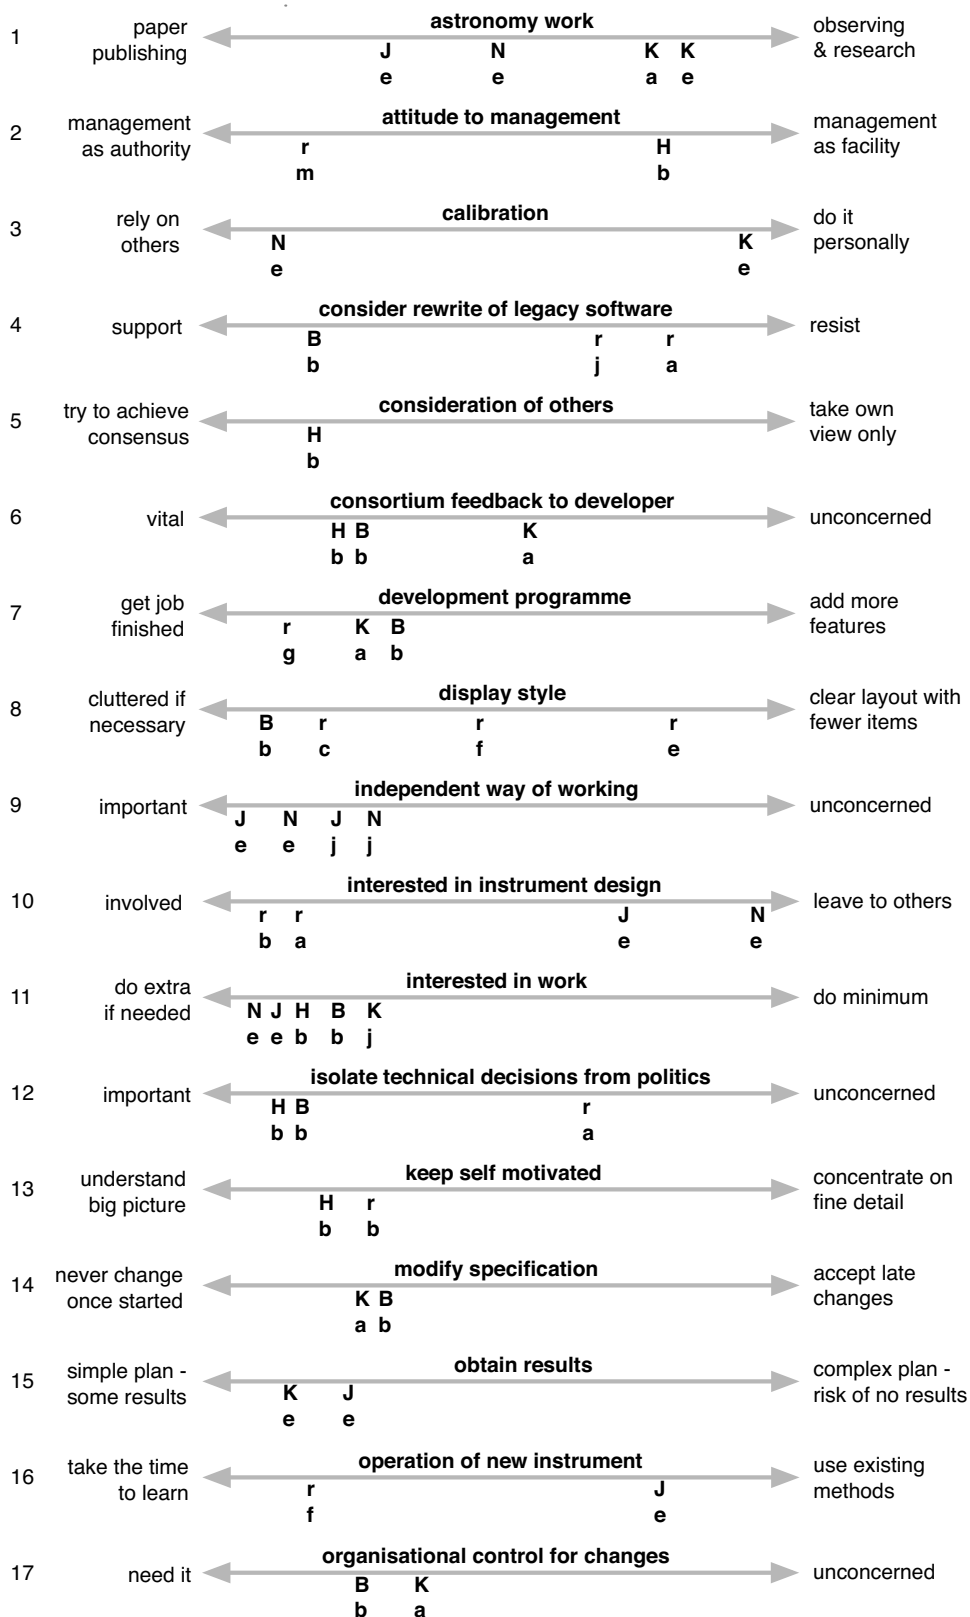 astronomy work
1 paper publishing observing & research
J N K K
e e a e
attitude to management
2 management as authority management as facility
r H
m b
calibration
3 rely on others do it personally
N K
e e
consider rewrite of legacy software
4 support resist
B r r
b j a
consideration of others
5 try to achieve consensus take own view only
H
b
consortium feedback to developer
6 vital unconcerned
H B K
b b a
development programme
7 get job finished add more features
r K B
g a b
display style
8 cluttered if necessary clear layout with fewer items
B r r r
b c f e
independent way of working
9 important unconcerned
J N J N
e e j j
interested in instrument design
10 involved leave to others
r r J N
b a e e
interested in work
11 do extra if needed do minimum
N J H B K
e e b b j
isolate technical decisions from politics
12 important unconcerned
H B r
b b a
keep self motivated
13 understand big picture concentrate on fine detail
H r
b b
modify specification
14 never change once started accept late changes
K B
a b
obtain results
15 simple plan - some results complex plan - risk of no results
K J
e e
operation of new instrument
16 take the time to learn use existing methods
r J
f e
organisational control for changes
17 need it unconcerned
B K
b a